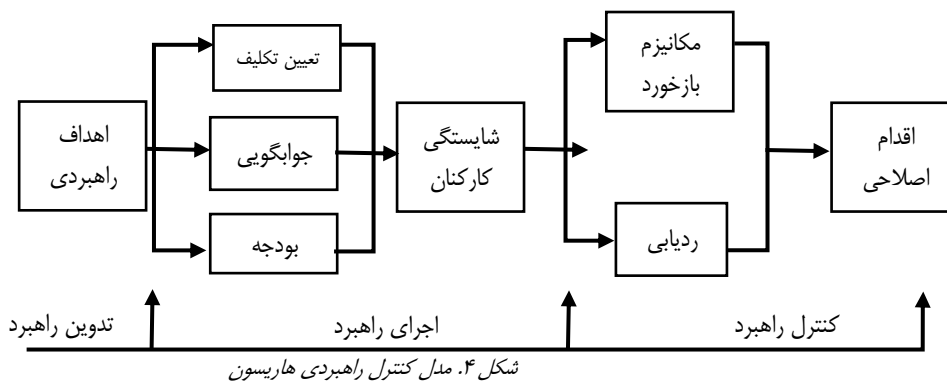 اهداف
راهبردی
تعیین تکلیف
جوابگویی
بودجه
شایستگی
کارکنان
مکانیزم
بازخورد
ردیابی
اقدام
اصلاحی
تدوین راهبرد
اجرای راهبرد
کنترل راهبرد
شکل ۴. مدل کنترل راهبردی هاریسون